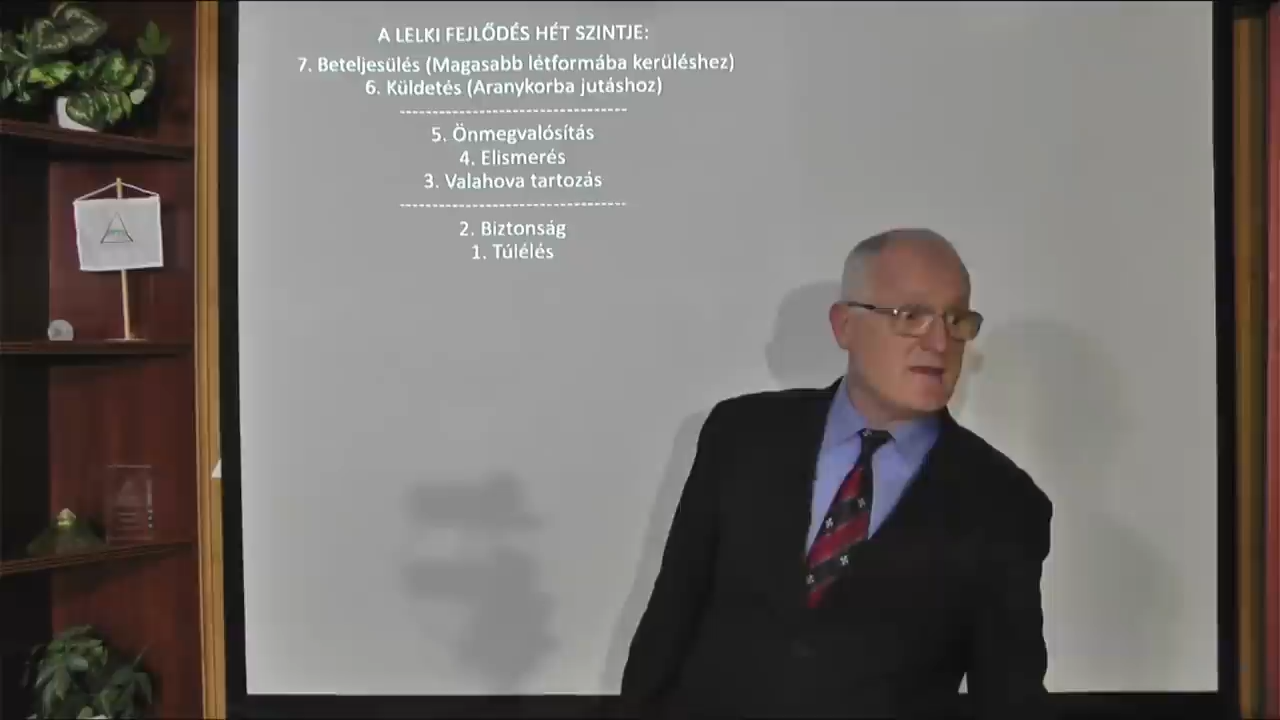 A LELKI FEJLŐDÉS HÉT SZINTJE:
7. Beteljesülés (Magasabb létformába kerüléshez)
6. Küldetés (Aranykorba jutáshoz)
--------------------------------
5. Önmegvalósítás
4. Elismerés
3. Valahova tartozás
--------------------------------
2. Biztonság
1. Túlélés